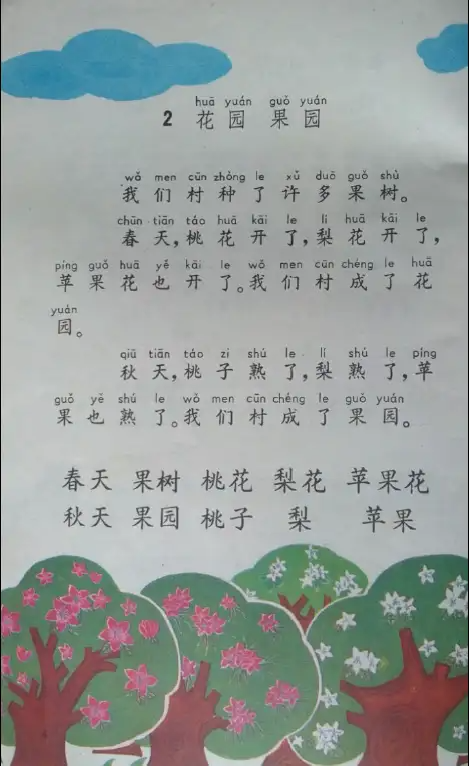 huā yuán guǒ yuán
2 花园 果园
wǒ men cūn zhòng le xǔ duō guǒ shù
我们村种了许多果树。
chūn tiān táo huā kāi le lí huā kāi le
春天,桃花开了,梨花开了,
píng guǒ huā yě kāi le wǒ men cūn chéng le huā
苹果花也开了。我们村成了花
yuán
园。
qiū tiān táo zi shú le lí shú le píng
秋天,桃子熟了,梨熟了,苹
guǒ yě shú le wǒ men cūn chéng le guǒ yuán
果也熟了。我们村成了果园。
春天 果树 桃花 梨花 苹果花
秋天 果园 桃子 梨 苹果